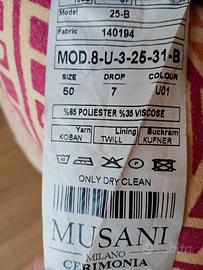 Model
25-B
Fabric
140194
MOD.8-U-3-25-31-B
SIZE DROP COLOUR
50 7 U01
%65 POLIESTER %35 VISCOSE
Yarn Lining Buckram
KOBAN TWILL KUFNER
ONLY DRY CLEAN
MUSANI
MILANO
CERIMONIA
subito